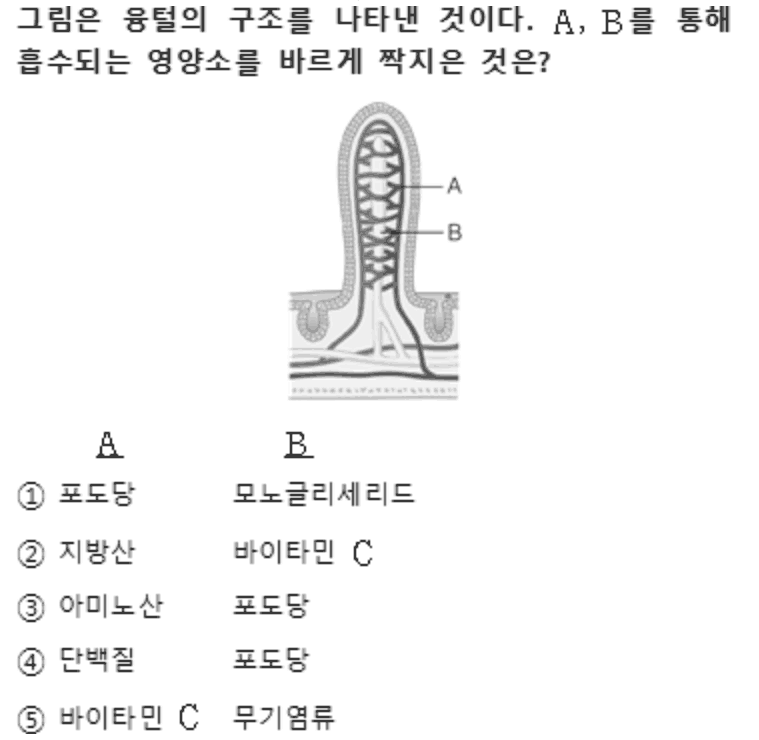 그림은 융털의 구조를 나타낸 것이다. A, B를 통해
흡수되는 영양소를 바르게 짝지은 것은?
A
B
A B
① 포도당 모노글리세리드
② 지방산 바이타민 C
③ 아미노산 포도당
④ 단백질 포도당
⑤ 바이타민 C 무기염류